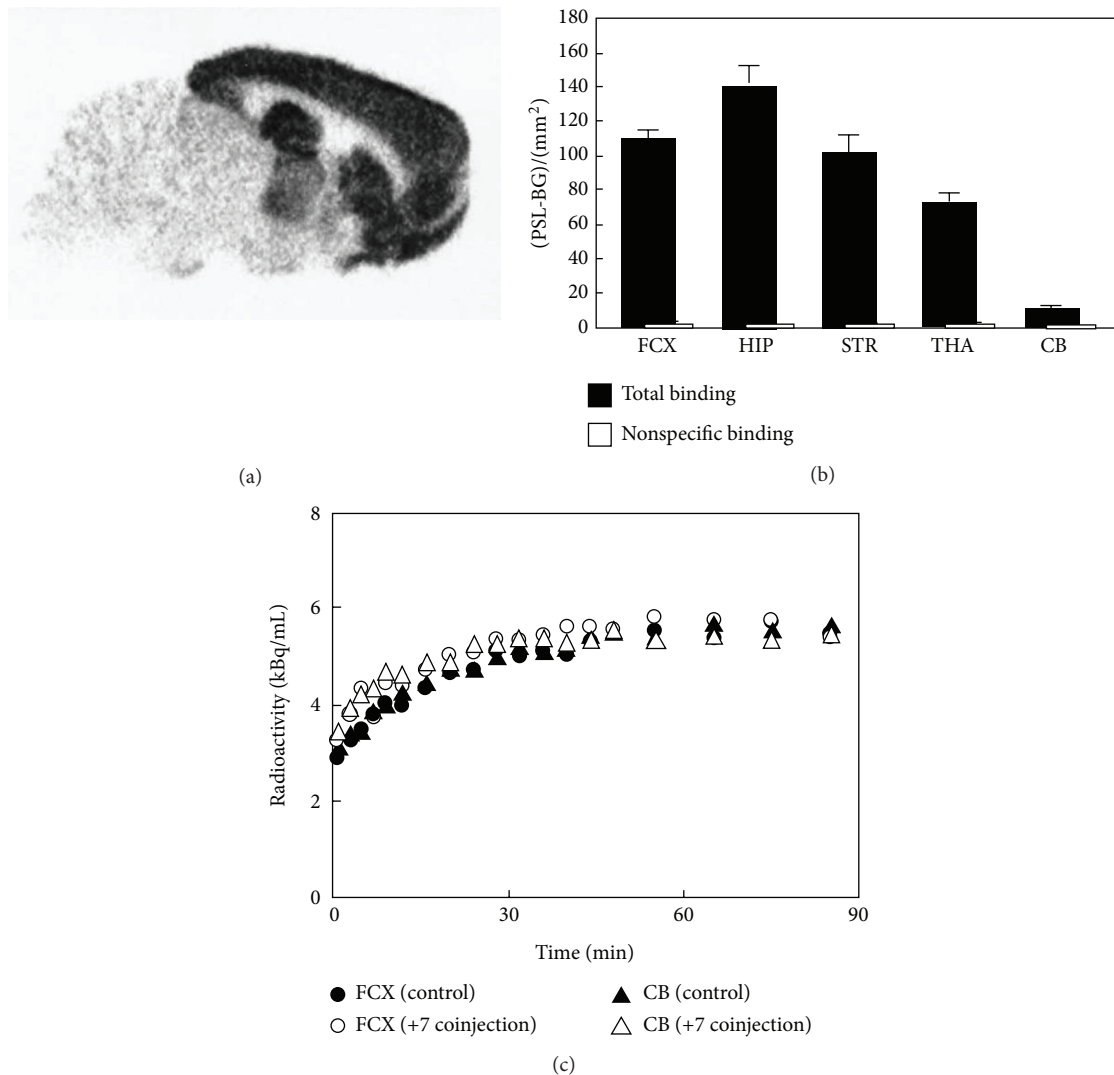 (a)
(PSL-BG)/(mm²)
180
160
140
120
100
80
60
40
20
0
FCX HIP STR THA CB
Total binding
Nonspecific binding
(b)
Radioactivity (kBq/mL)
8
6
4
2
0
0 30 60 90
Time (min)
FCX (control) CB (control)
FCX (+7 coinjection) CB (+7 coinjection)
(c)